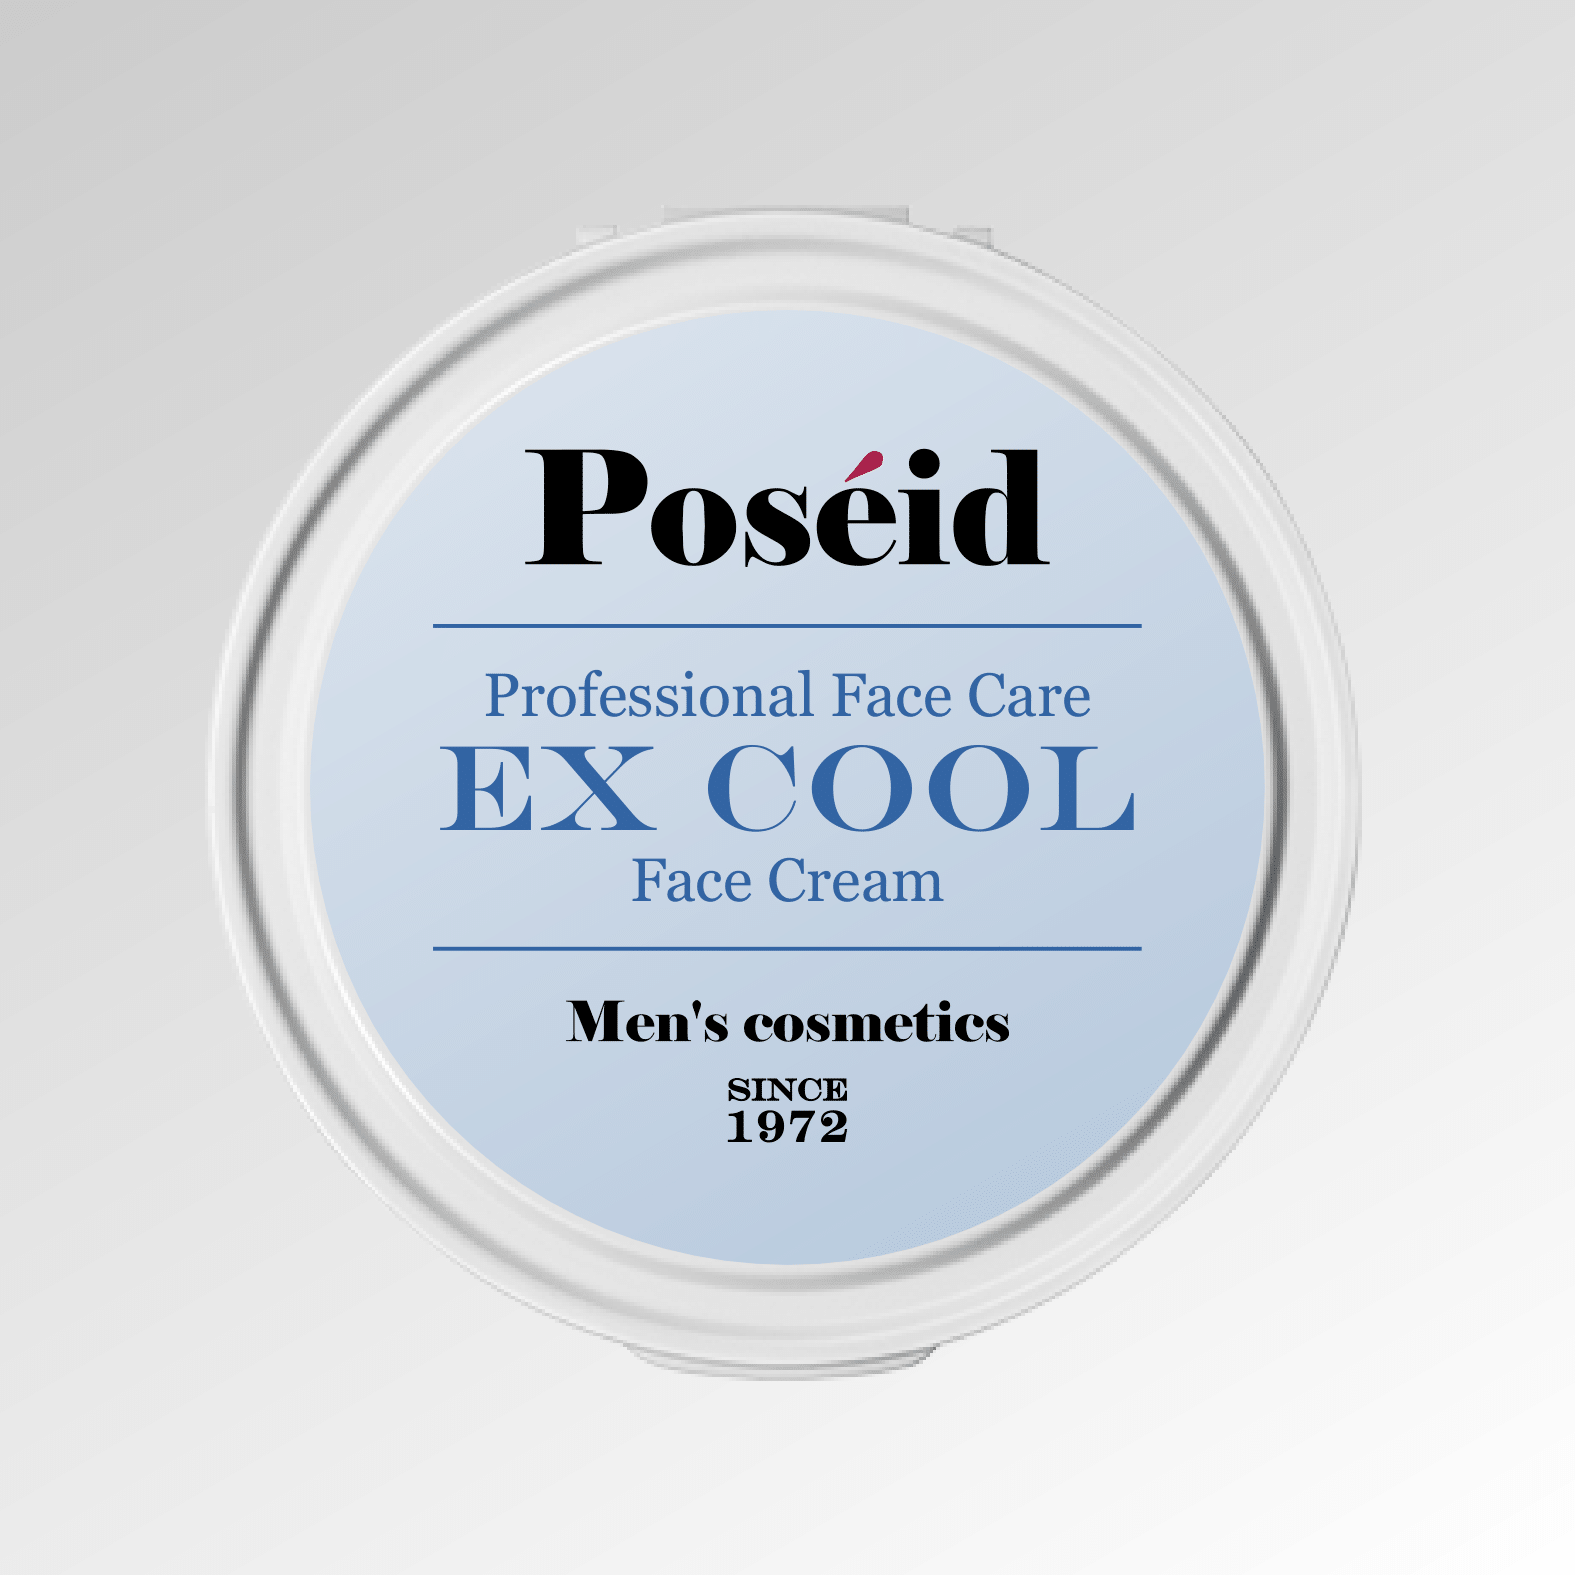 Poséid
Professional Face Care
EX COOL
Face Cream
Men's cosmetics
SINCE
1972